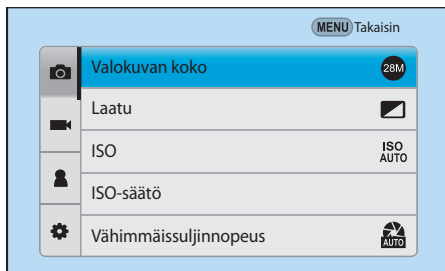 MENU Takaisin
Valokuvan koko 28M
Laatu
ISO ISO AUTO
ISO-säätö
Vähimmäissuljinnopeus AUTO